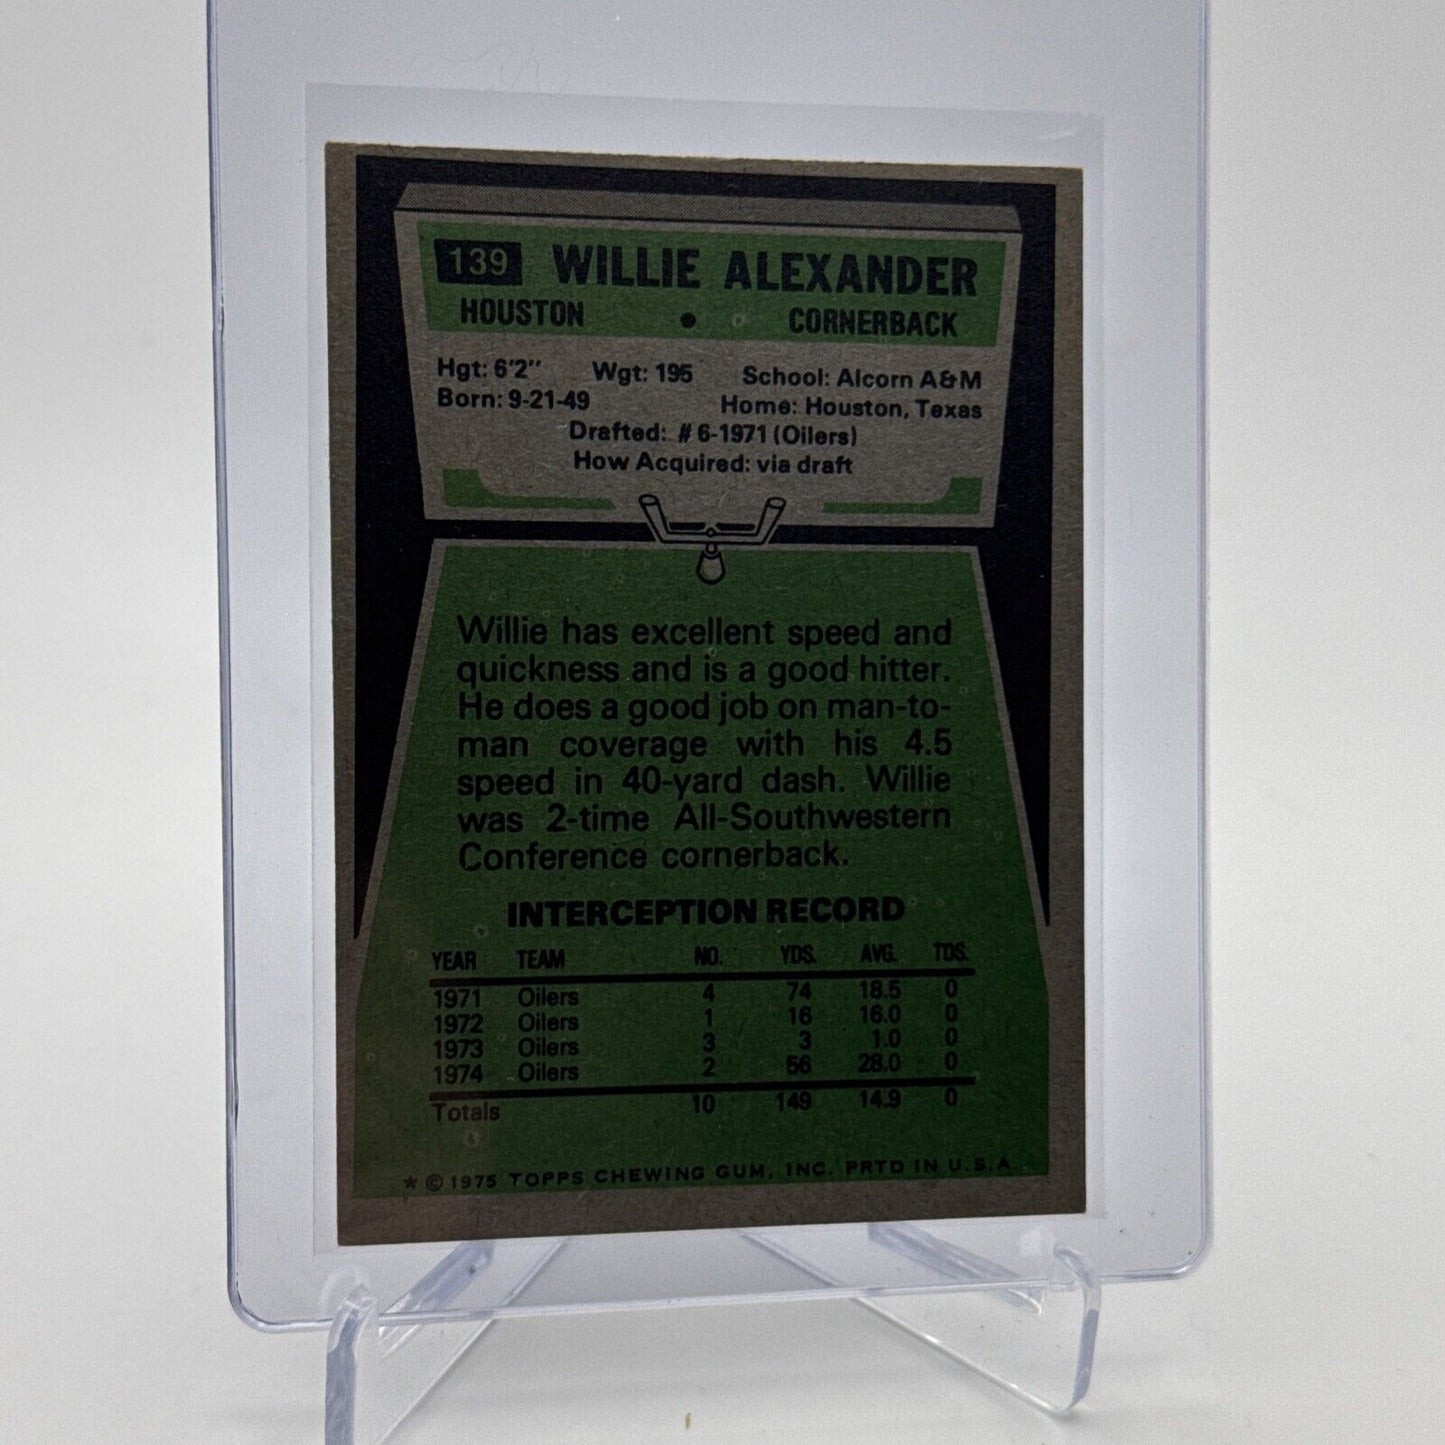 139 WILLIE ALEXANDER
HOUSTON • CORNERBACK
Hgt: 6'2" Wgt: 195 School: Alcorn A&M
Born: 9-21-49 Home: Houston, Texas
Drafted: #6-1971 (Oilers)
How Acquired: via draft
Willie has excellent speed and
quickness and is a good hitter.
He does a good job on man-to-
man coverage with his 4.5
speed in 40-yard dash. Willie
was 2-time All-Southwestern
Conference cornerback.
INTERCEPTION RECORD
YEAR TEAM NO. YDS. AVG. TDS.
1971 Oilers 4 74 18.5 0
1972 Oilers 1 16 16.0 0
1973 Oilers 3 3 1.0 0
1974 Oilers 2 56 28.0 0
Totals 10 149 14.9 0
* © 1975 TOPPS CHEWING GUM, INC. PRTD IN U.S.A.